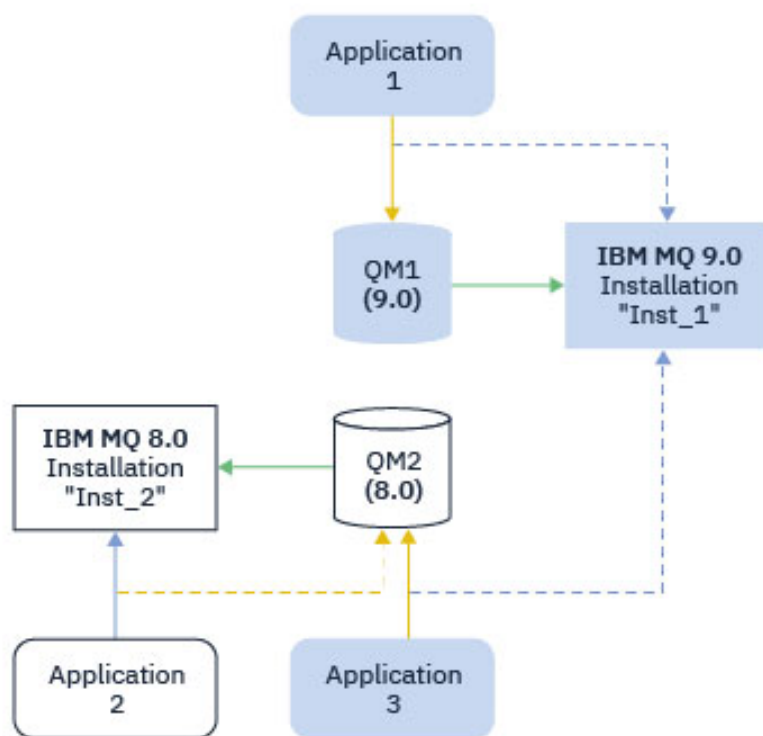 Application
1
QM1
(9.0)
IBM MQ 9.0
Installation
"Inst_1"
IBM MQ 8.0
Installation
"Inst_2"
QM2
(8.0)
Application
2
Application
3